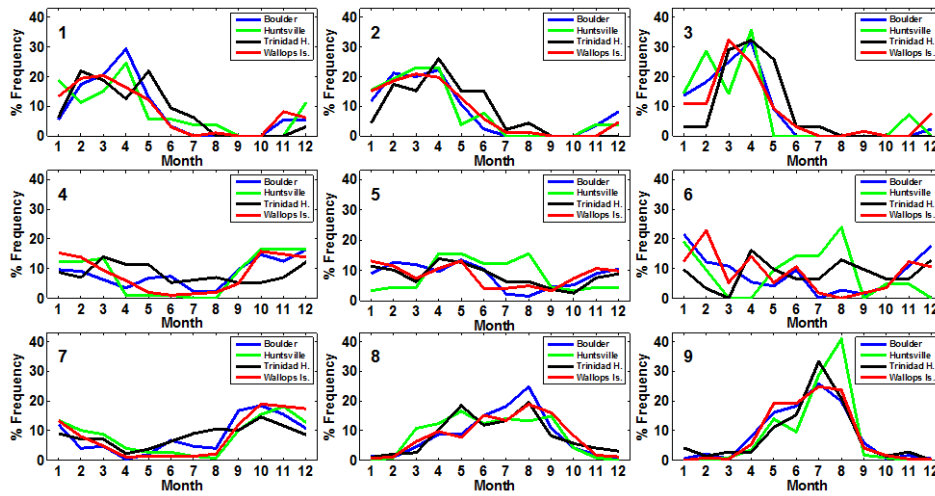 1
Boulder
Huntsville
Trinidad H.
Wallops Is.
% Frequency
40
30
20
10
0
1 2 3 4 5 6 7 8 9 10 11 12
Month
2
Boulder
Huntsville
Trinidad H.
Wallops Is.
% Frequency
40
30
20
10
0
1 2 3 4 5 6 7 8 9 10 11 12
Month
3
Boulder
Huntsville
Trinidad H.
Wallops Is.
% Frequency
40
30
20
10
0
1 2 3 4 5 6 7 8 9 10 11 12
Month
4
Boulder
Huntsville
Trinidad H.
Wallops Is.
% Frequency
40
30
20
10
0
1 2 3 4 5 6 7 8 9 10 11 12
Month
5
Boulder
Huntsville
Trinidad H.
Wallops Is.
% Frequency
40
30
20
10
0
1 2 3 4 5 6 7 8 9 10 11 12
Month
6
Boulder
Huntsville
Trinidad H.
Wallops Is.
% Frequency
40
30
20
10
0
1 2 3 4 5 6 7 8 9 10 11 12
Month
7
Boulder
Huntsville
Trinidad H.
Wallops Is.
% Frequency
40
30
20
10
0
1 2 3 4 5 6 7 8 9 10 11 12
Month
8
Boulder
Huntsville
Trinidad H.
Wallops Is.
% Frequency
40
30
20
10
0
1 2 3 4 5 6 7 8 9 10 11 12
Month
9
Boulder
Huntsville
Trinidad H.
Wallops Is.
% Frequency
40
30
20
10
0
1 2 3 4 5 6 7 8 9 10 11 12
Month